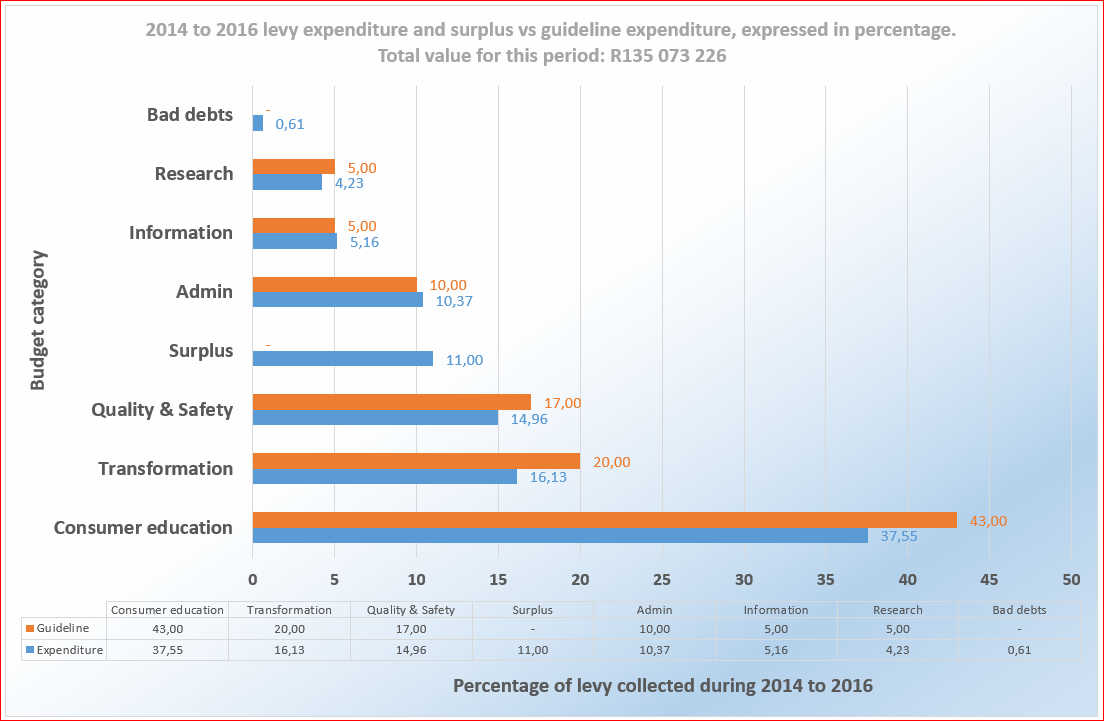 2014 to 2016 levy expenditure and surplus vs guideline expenditure, expressed in percentage.
Total value for this period: R135 073 226
Budget category
Bad debts
-
0,61
Research
5,00
4,23
Information
5,00
5,16
Admin
10,00
10,37
Surplus
-
11,00
Quality & Safety
17,00
14,96
Transformation
20,00
16,13
Consumer education
43,00
37,55
0 5 10 15 20 25 30 35 40 45 50
Consumer education Transformation Quality & Safety Surplus Admin Information Research Bad debts
Guideline 43,00 20,00 17,00 - 10,00 5,00 5,00 -
Expenditure 37,55 16,13 14,96 11,00 10,37 5,16 4,23 0,61
Percentage of levy collected during 2014 to 2016